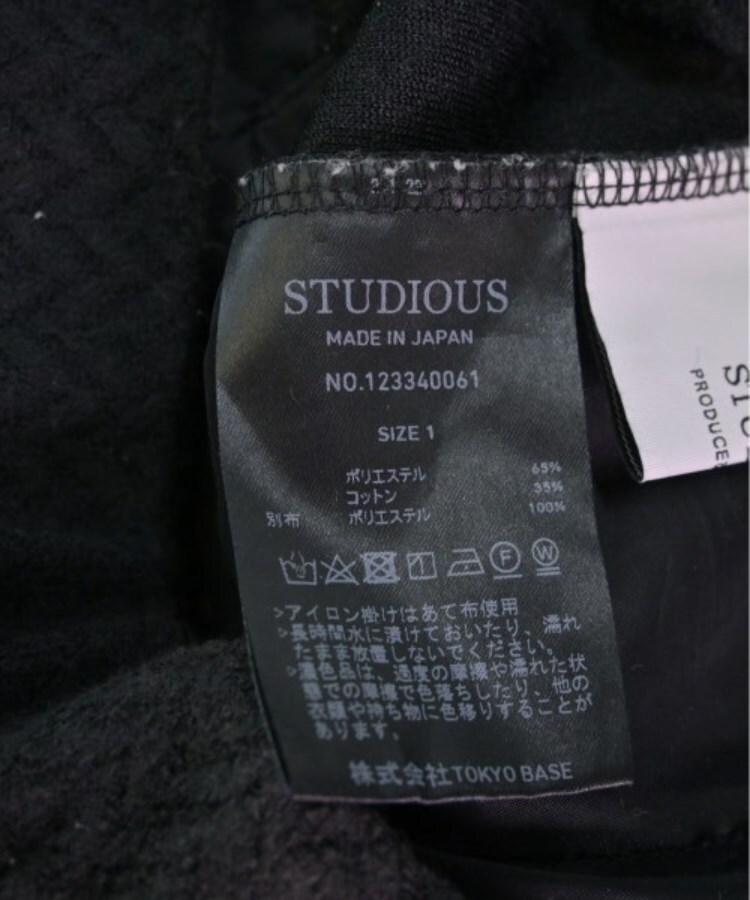 STUDIOUS
MADE IN JAPAN
NO.123340061
SIZE 1
ポリエステル 65%
コットン 35%
別布 ポリエステル 100%
F W
>アイロン掛けはあて布使用
>長時間水に漬けておいたり、濡れ
たまま放置しないでください。
>濃色品は、過度の摩擦や濡れた状
態での摩擦で色落ちしたり、他の
衣類や持ち物に色移りすることが
あります。
株式会社TOKYO BASE
PRODUCE